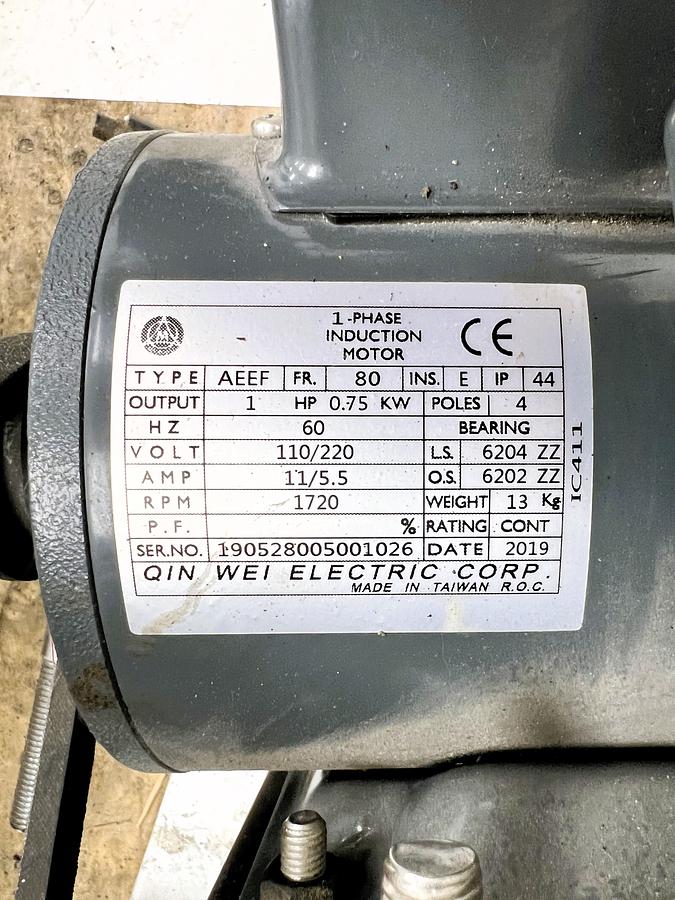 1-PHASE
INDUCTION
MOTOR
CE
TYPE AEEF FR. 80 INS. E IP 44
OUTPUT 1 HP 0.75 KW POLES 4
HZ 60 BEARING
VOLT 110/220 L.S. 6204 ZZ
AMP 11/5.5 O.S. 6202 ZZ
RPM 1720 WEIGHT 13 Kg
P.F. % RATING CONT
SER.NO. 190528005001026 DATE 2019
QIN WEI ELECTRIC CORP.
MADE IN TAIWAN R.O.C.
IC411